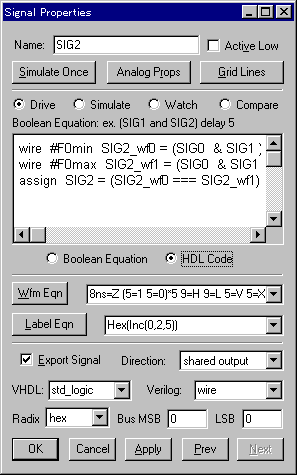 Signal Properties
Name: SIG2 Active Low
Simulate Once Analog Props Grid Lines
Drive Simulate Watch Compare
Boolean Equation: ex. (SIG1 and SIG2) delay 5
wire #F0min SIG2_wf0 = (SIG0 & SIG1 )
wire #F0max SIG2_wf1 = (SIG0 & SIG1
assign SIG2 = (SIG2_wf0 === SIG2_wf1)
Boolean Equation HDL Code
Wfm Eqn 8ns=Z (5=1 5=0)*5 9=H 9=L 5=V 5=X
Label Eqn Hex(Inc(0,2,5))
Export Signal Direction: shared output
VHDL: std_logic Verilog: wire
Radix hex Bus MSB 0 LSB 0
OK Cancel Apply Prev Next